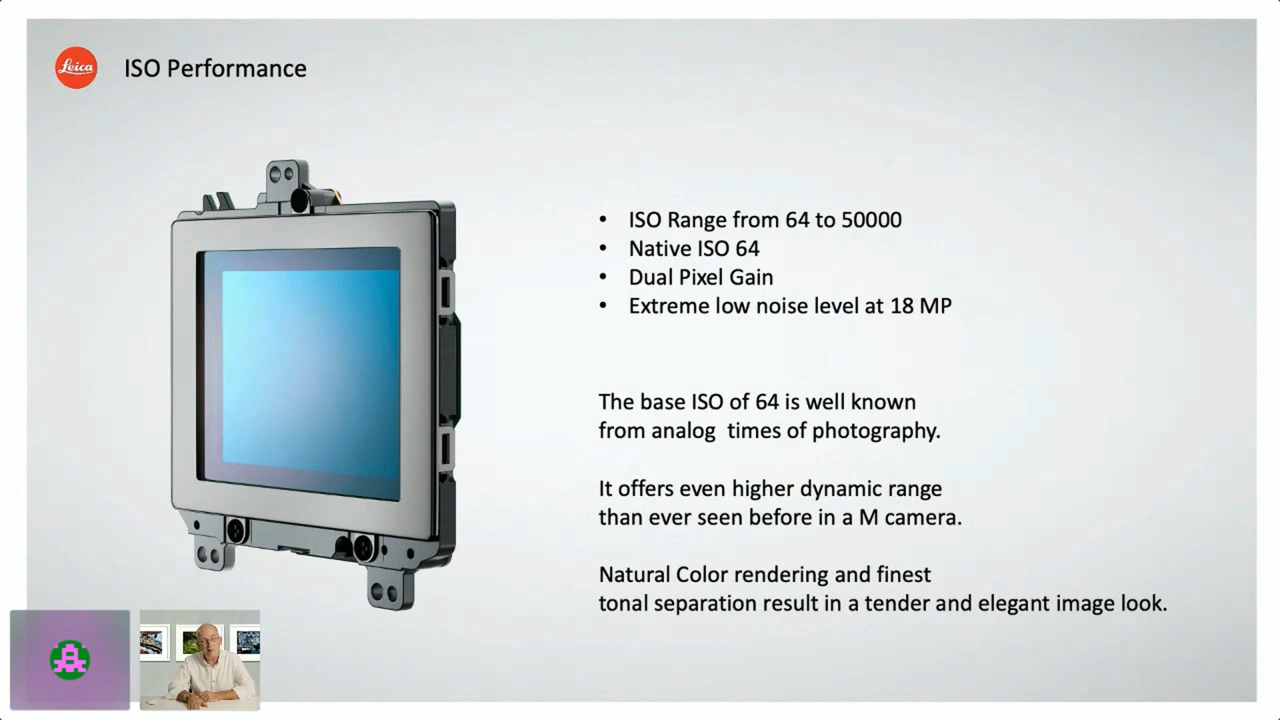 Leica
ISO Performance
• ISO Range from 64 to 50000
• Native ISO 64
• Dual Pixel Gain
• Extreme low noise level at 18 MP
The base ISO of 64 is well known
from analog times of photography.
It offers even higher dynamic range
than ever seen before in a M camera.
Natural Color rendering and finest
tonal separation result in a tender and elegant image look.